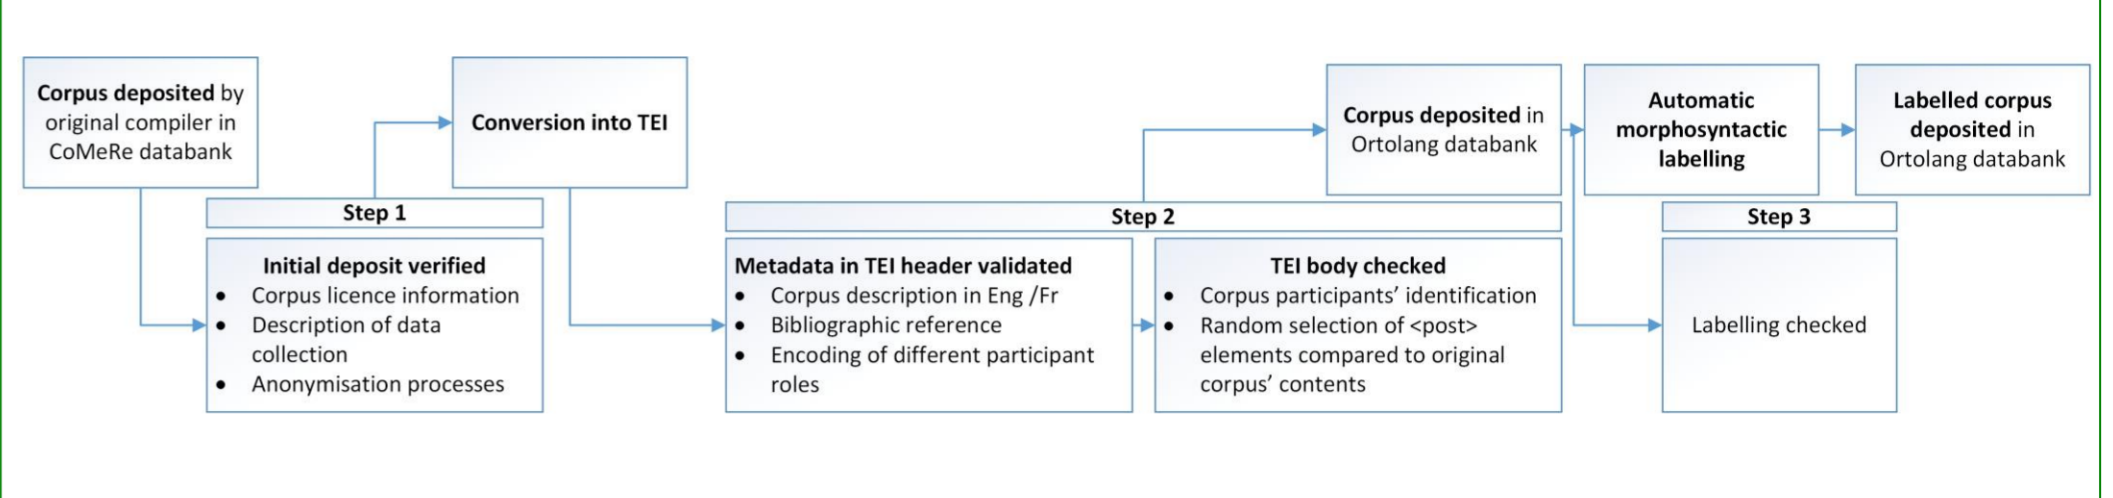 Corpus deposited by
original compiler in
CoMeRe databank
Step 1
Initial deposit verified
• Corpus licence information
• Description of data
collection
• Anonymisation processes
Conversion into TEI
Step 2
Metadata in TEI header validated
• Corpus description in Eng /Fr
• Bibliographic reference
• Encoding of different participant
roles
TEI body checked
• Corpus participants’ identification
• Random selection of <post>
elements compared to original
corpus’ contents
Corpus deposited in
Ortolang databank
Automatic
morphosyntactic
labelling
Step 3
Labelling checked
Labelled corpus
deposited in
Ortolang databank